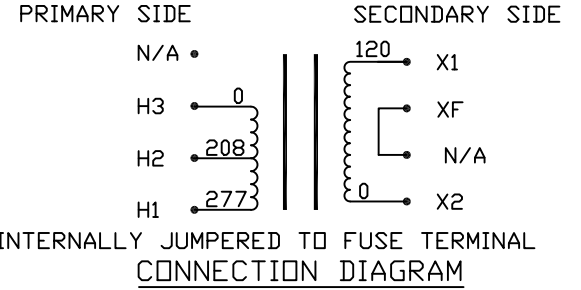 PRIMARY SIDE SECONDARY SIDE
N/A 120 X1
H3 0 XF
H2 208 N/A
H1 277 0 X2
INTERNALLY JUMPERED TO FUSE TERMINAL
CONNECTION DIAGRAM